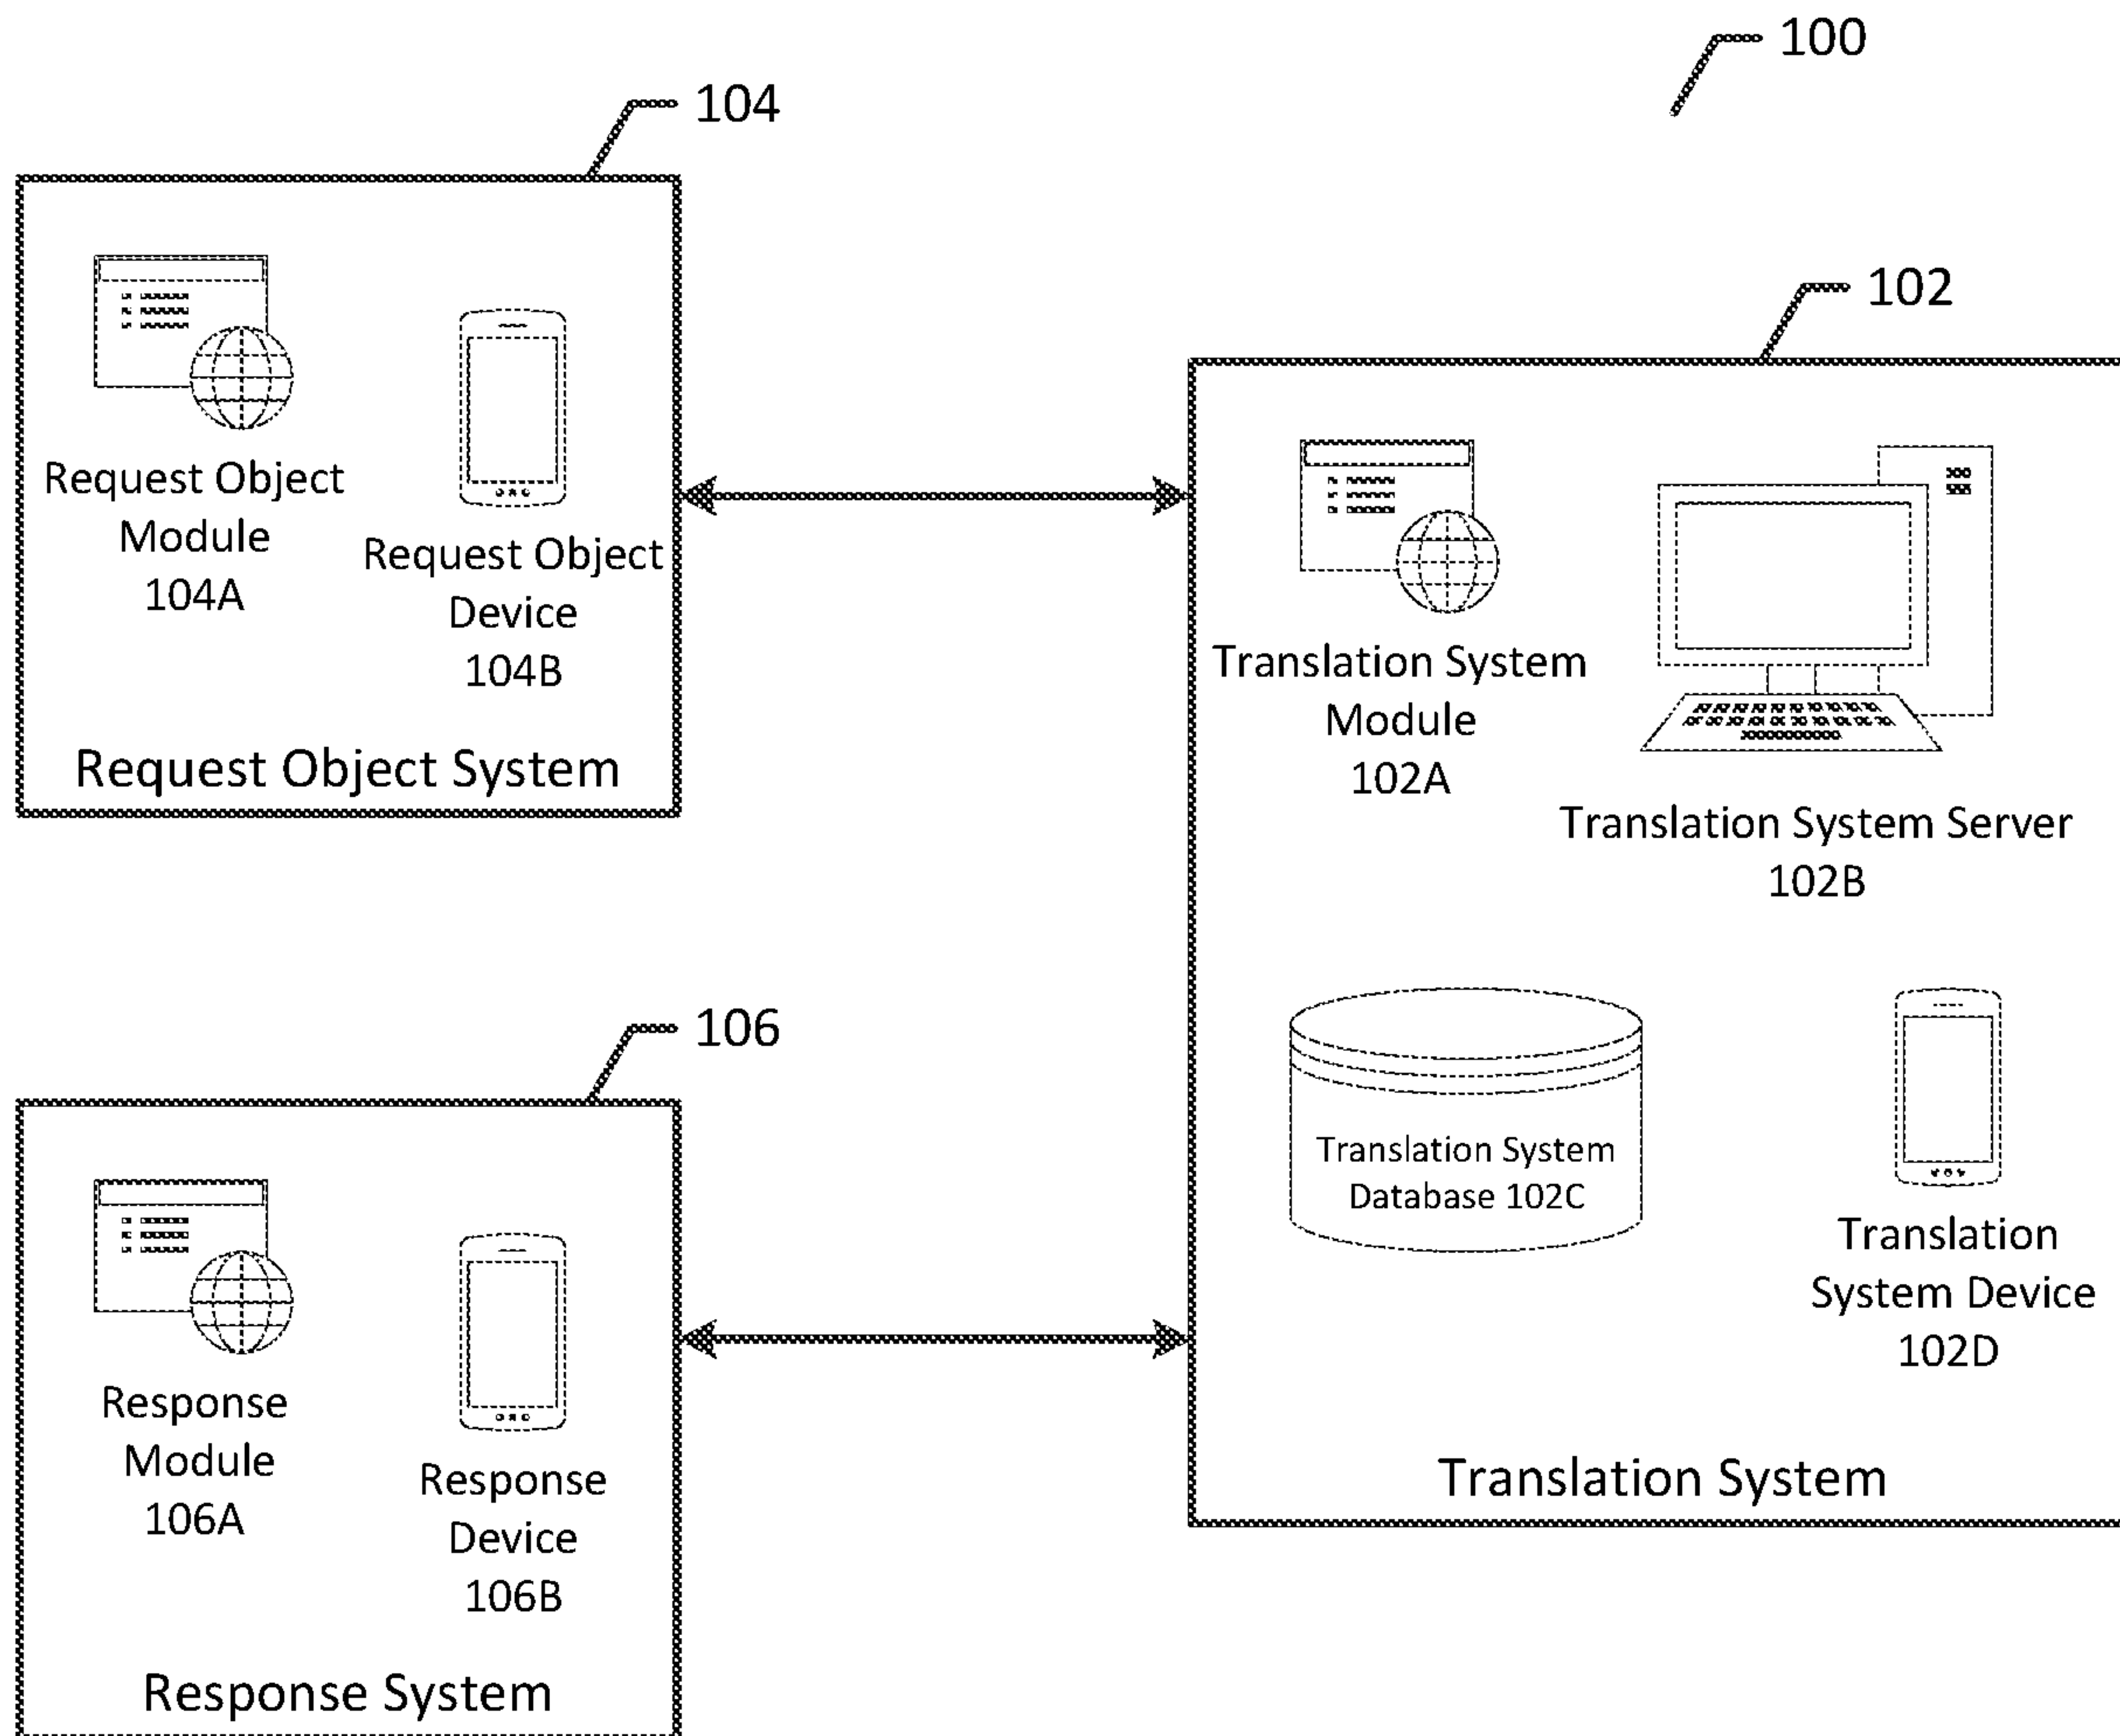 100
104
Request Object
Module
104A
Request Object
Device
104B
Request Object System
102
Translation System
Module
102A
Translation System Server
102B
Translation System
Database 102C
Translation
System Device
102D
Translation System
106
Response
Module
106A
Response
Device
106B
Response System